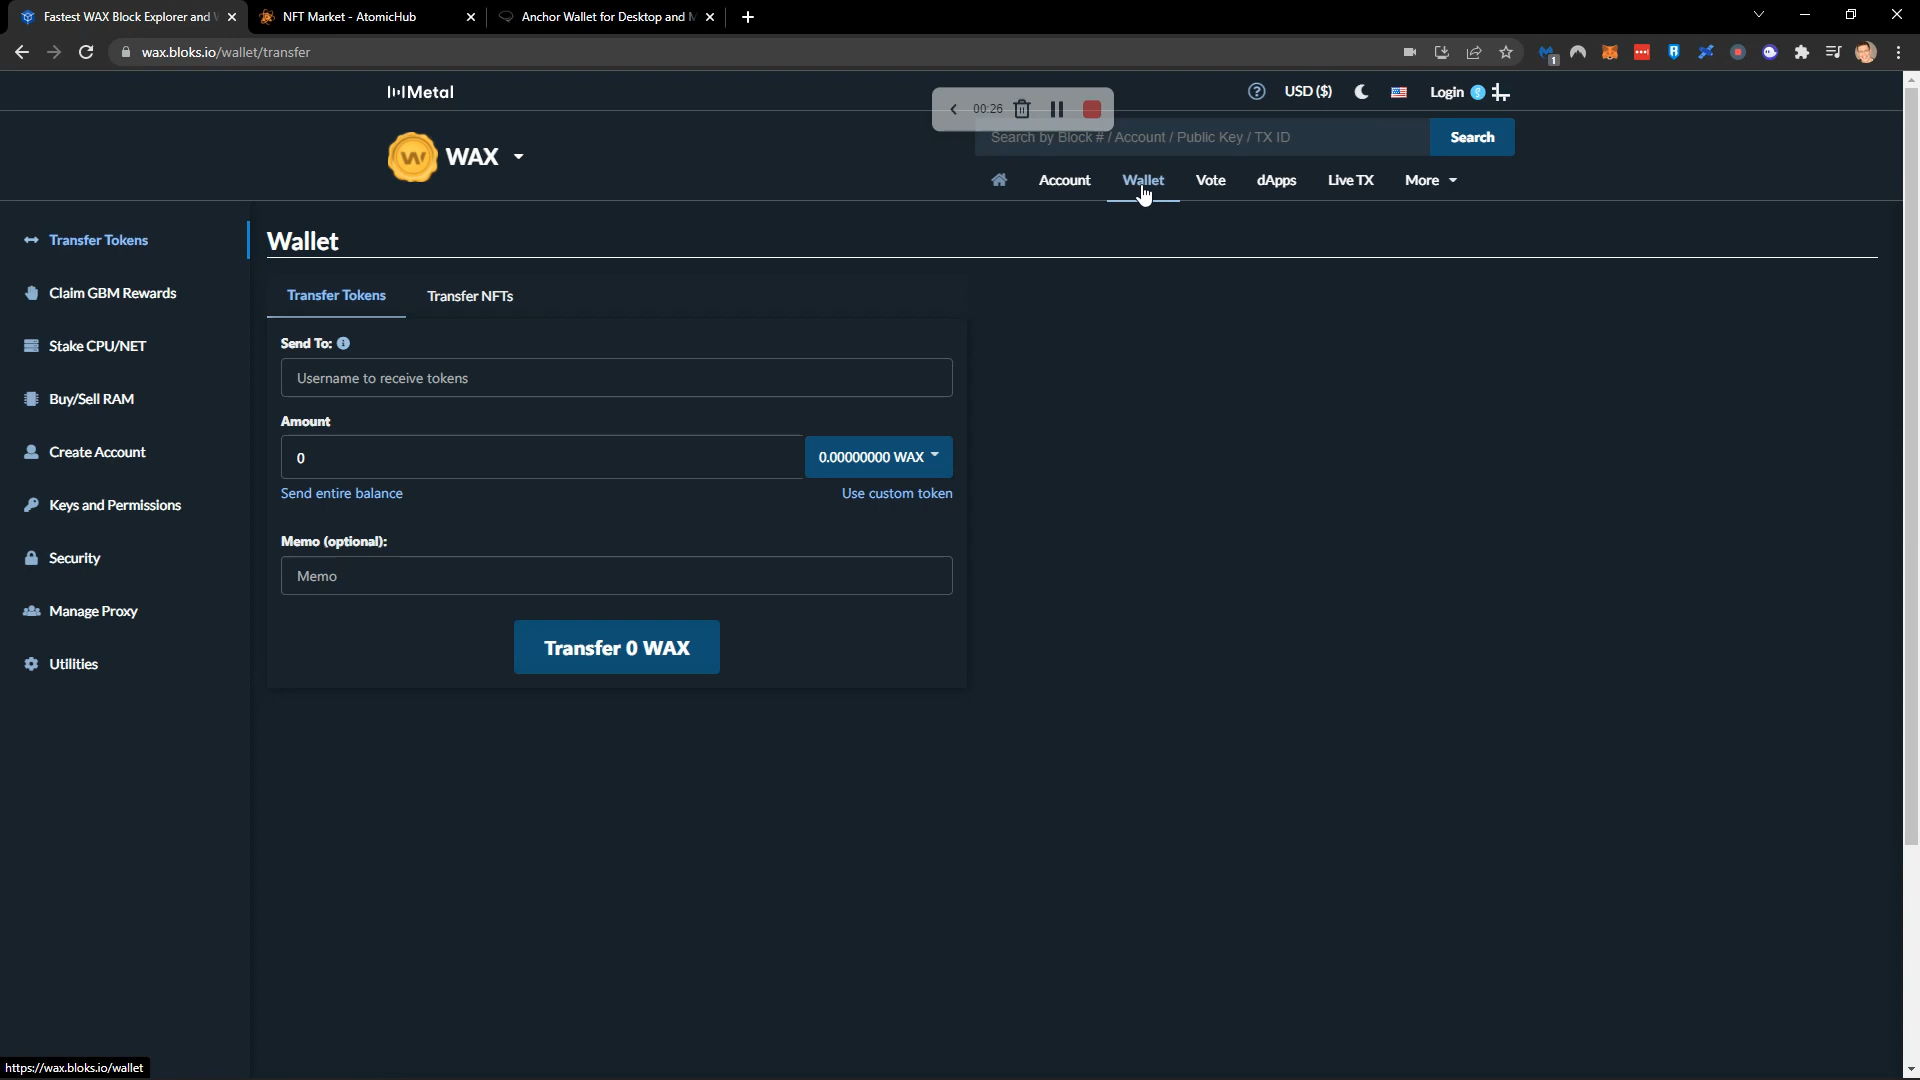 Fastest WAX Block Explorer and W
NFT Market - AtomicHub
Anchor Wallet for Desktop and M
wax.bloks.io/wallet/transfer
1
Metal
00:26
USD ($)
Login
Search by Block # / Account / Public Key / TX ID
Search
W WAX
Account
Wallet
Vote
dApps
Live TX
More
Transfer Tokens
Claim GBM Rewards
Stake CPU/NET
Buy/Sell RAM
Create Account
Keys and Permissions
Security
Manage Proxy
Utilities
Wallet
Transfer Tokens
Transfer NFTs
Send To:
Username to receive tokens
Amount
0
0.00000000 WAX
Send entire balance
Use custom token
Memo (optional):
Memo
Transfer 0 WAX
https://wax.bloks.io/wallet